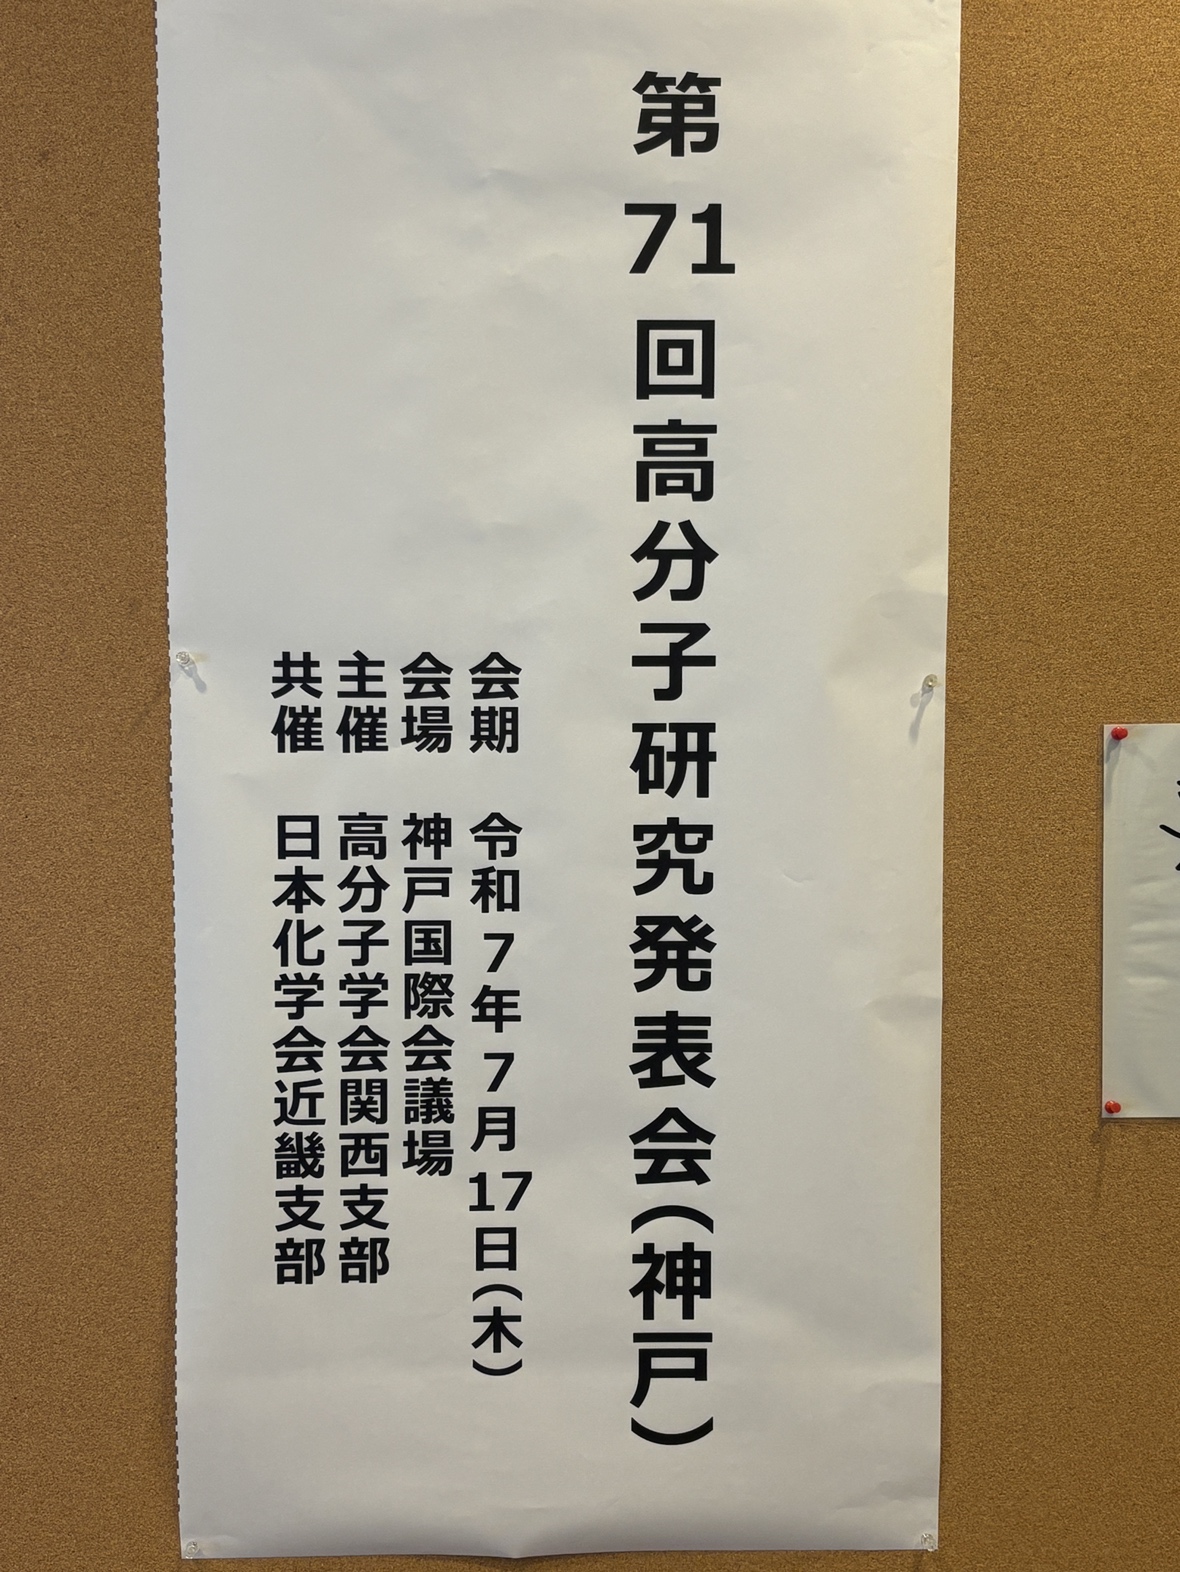 第71回高分子研究発表会(神戸)
会期 令和7年7月17日(木)
会場 神戸国際会議場
主催 高分子学会関西支部
共催 日本化学会近畿支部